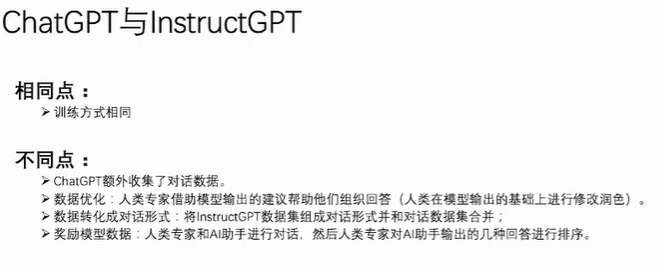 ChatGPT与InstructGPT
相同点：
➢ 训练方式相同
不同点：
➢ ChatGPT额外收集了对话数据。
➢ 数据优化：人类专家借助模型输出的建议帮助他们组织回答（人类在模型输出的基础上进行修改润色）。
➢ 数据转化成对话形式：将InstructGPT数据集组成对话形式并和对话数据集合并；
➢ 奖励模型数据：人类专家和AI助手进行对话，然后人类专家对AI助手输出的几种回答进行排序。